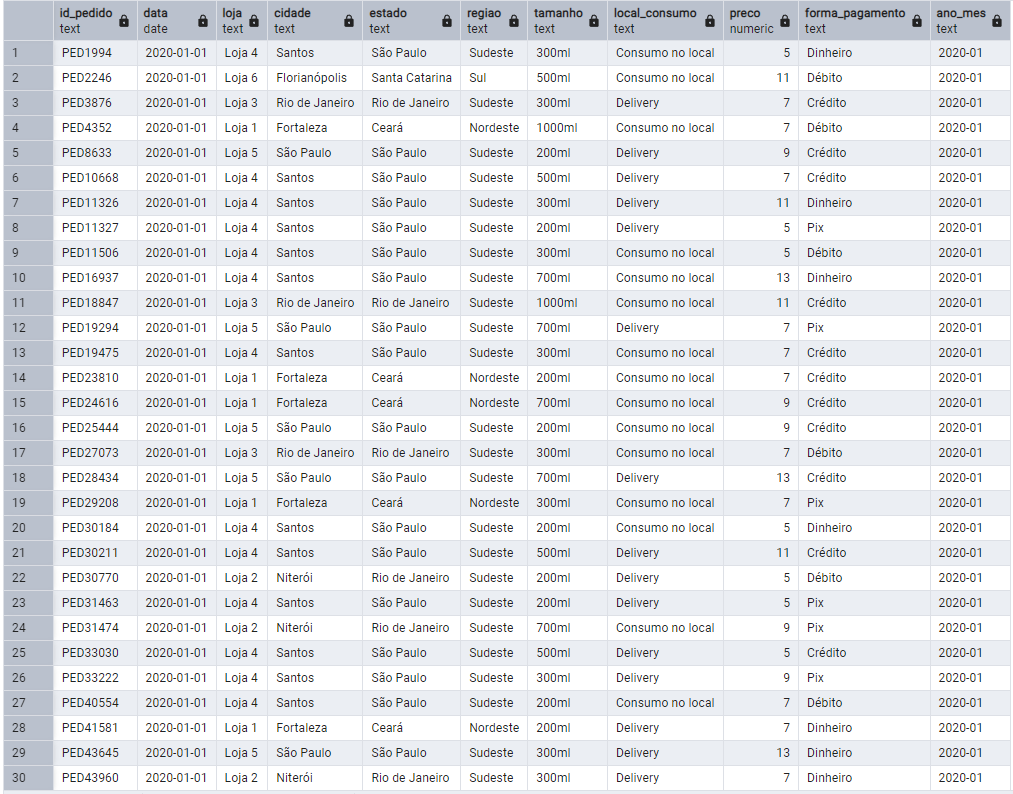 id_pedido data loja cidade estado regiao tamanho local_consumo preco forma_pagamento ano_mes
text date text text text text text text numeric text text
1 PED1994 2020-01-01 Loja 4 Santos São Paulo Sudeste 300ml Consumo no local 5 Dinheiro 2020-01
2 PED2246 2020-01-01 Loja 6 Florianópolis Santa Catarina Sul 500ml Consumo no local 11 Débito 2020-01
3 PED3876 2020-01-01 Loja 3 Rio de Janeiro Rio de Janeiro Sudeste 300ml Delivery 7 Crédito 2020-01
4 PED4352 2020-01-01 Loja 1 Fortaleza Ceará Nordeste 1000ml Consumo no local 7 Débito 2020-01
5 PED8633 2020-01-01 Loja 5 São Paulo São Paulo Sudeste 200ml Delivery 9 Crédito 2020-01
6 PED10668 2020-01-01 Loja 4 Santos São Paulo Sudeste 500ml Delivery 7 Crédito 2020-01
7 PED11326 2020-01-01 Loja 4 Santos São Paulo Sudeste 300ml Delivery 11 Dinheiro 2020-01
8 PED11327 2020-01-01 Loja 4 Santos São Paulo Sudeste 200ml Delivery 5 Pix 2020-01
9 PED11506 2020-01-01 Loja 4 Santos São Paulo Sudeste 300ml Consumo no local 5 Débito 2020-01
10 PED16937 2020-01-01 Loja 4 Santos São Paulo Sudeste 700ml Consumo no local 13 Dinheiro 2020-01
11 PED18847 2020-01-01 Loja 3 Rio de Janeiro Rio de Janeiro Sudeste 1000ml Consumo no local 11 Crédito 2020-01
12 PED19294 2020-01-01 Loja 5 São Paulo São Paulo Sudeste 700ml Delivery 7 Pix 2020-01
13 PED19475 2020-01-01 Loja 4 Santos São Paulo Sudeste 300ml Consumo no local 7 Crédito 2020-01
14 PED23810 2020-01-01 Loja 1 Fortaleza Ceará Nordeste 200ml Consumo no local 7 Crédito 2020-01
15 PED24616 2020-01-01 Loja 1 Fortaleza Ceará Nordeste 700ml Consumo no local 9 Crédito 2020-01
16 PED25444 2020-01-01 Loja 5 São Paulo São Paulo Sudeste 200ml Consumo no local 9 Crédito 2020-01
17 PED27073 2020-01-01 Loja 3 Rio de Janeiro Rio de Janeiro Sudeste 300ml Consumo no local 7 Débito 2020-01
18 PED28434 2020-01-01 Loja 5 São Paulo São Paulo Sudeste 700ml Delivery 13 Crédito 2020-01
19 PED29208 2020-01-01 Loja 1 Fortaleza Ceará Nordeste 300ml Consumo no local 7 Pix 2020-01
20 PED30184 2020-01-01 Loja 4 Santos São Paulo Sudeste 200ml Consumo no local 5 Dinheiro 2020-01
21 PED30211 2020-01-01 Loja 4 Santos São Paulo Sudeste 500ml Delivery 11 Crédito 2020-01
22 PED30770 2020-01-01 Loja 2 Niterói Rio de Janeiro Sudeste 200ml Delivery 5 Débito 2020-01
23 PED31463 2020-01-01 Loja 4 Santos São Paulo Sudeste 200ml Delivery 5 Pix 2020-01
24 PED31474 2020-01-01 Loja 2 Niterói Rio de Janeiro Sudeste 700ml Consumo no local 9 Pix 2020-01
25 PED33030 2020-01-01 Loja 4 Santos São Paulo Sudeste 500ml Delivery 5 Crédito 2020-01
26 PED33222 2020-01-01 Loja 4 Santos São Paulo Sudeste 300ml Delivery 9 Pix 2020-01
27 PED40554 2020-01-01 Loja 4 Santos São Paulo Sudeste 200ml Consumo no local 7 Débito 2020-01
28 PED41581 2020-01-01 Loja 1 Fortaleza Ceará Nordeste 200ml Delivery 7 Dinheiro 2020-01
29 PED43645 2020-01-01 Loja 5 São Paulo São Paulo Sudeste 300ml Delivery 13 Dinheiro 2020-01
30 PED43960 2020-01-01 Loja 2 Niterói Rio de Janeiro Sudeste 300ml Delivery 7 Dinheiro 2020-01